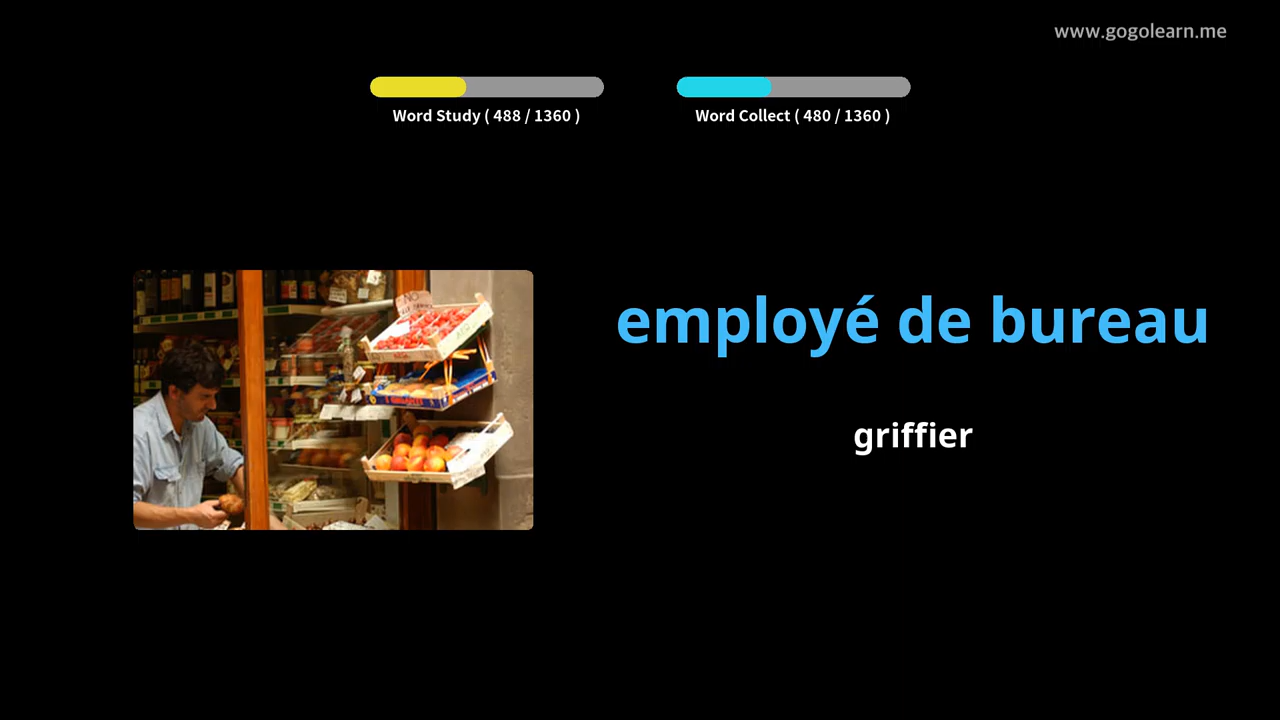 www.gogolearn.me
Word Study ( 488 / 1360 )
Word Collect ( 480 / 1360 )
employé de bureau
griffier